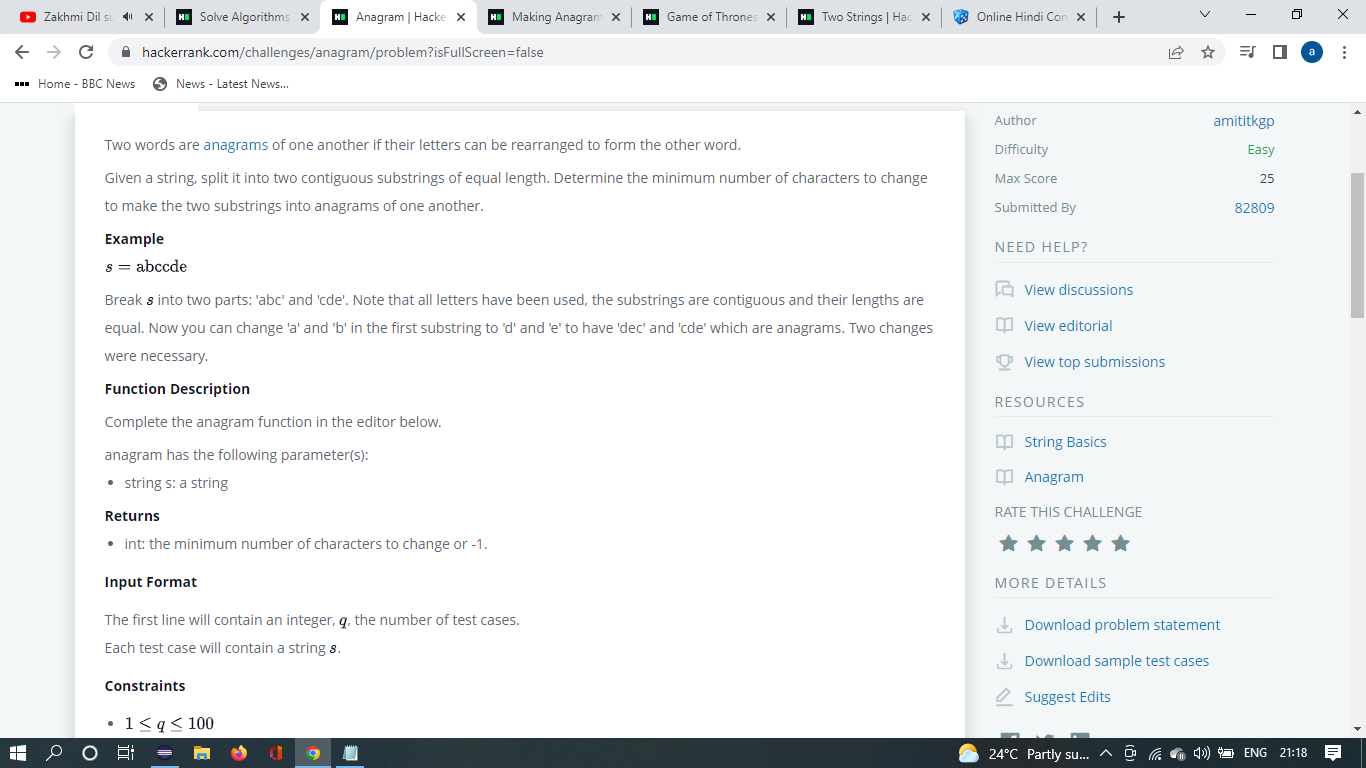 Zakhmi Dil su
Solve Algorithms
Anagram | Hacke
Making Anagram
Game of Thrones
Two Strings | Hac
Online Hindi Con
hackerrank.com/challenges/anagram/problem?isFullScreen=false
a
Home - BBC News
News - Latest News...
Two words are anagrams of one another if their letters can be rearranged to form the other word.
Given a string, split it into two contiguous substrings of equal length. Determine the minimum number of characters to change
to make the two substrings into anagrams of one another.
Example
s = abccde
Break s into two parts: 'abc' and 'cde'. Note that all letters have been used, the substrings are contiguous and their lengths are
equal. Now you can change 'a' and 'b' in the first substring to 'd' and 'e' to have 'dec' and 'cde' which are anagrams. Two changes
were necessary.
Function Description
Complete the anagram function in the editor below.
anagram has the following parameter(s):
• string s: a string
Returns
• int: the minimum number of characters to change or -1.
Input Format
The first line will contain an integer, q, the number of test cases.
Each test case will contain a string s.
Constraints
• 1 ≤ q ≤ 100
Author amititkgp
Difficulty Easy
Max Score 25
Submitted By 82809
NEED HELP?
View discussions
View editorial
View top submissions
RESOURCES
String Basics
Anagram
RATE THIS CHALLENGE
MORE DETAILS
Download problem statement
Download sample test cases
Suggest Edits
24°C Partly su...
ENG
21:18